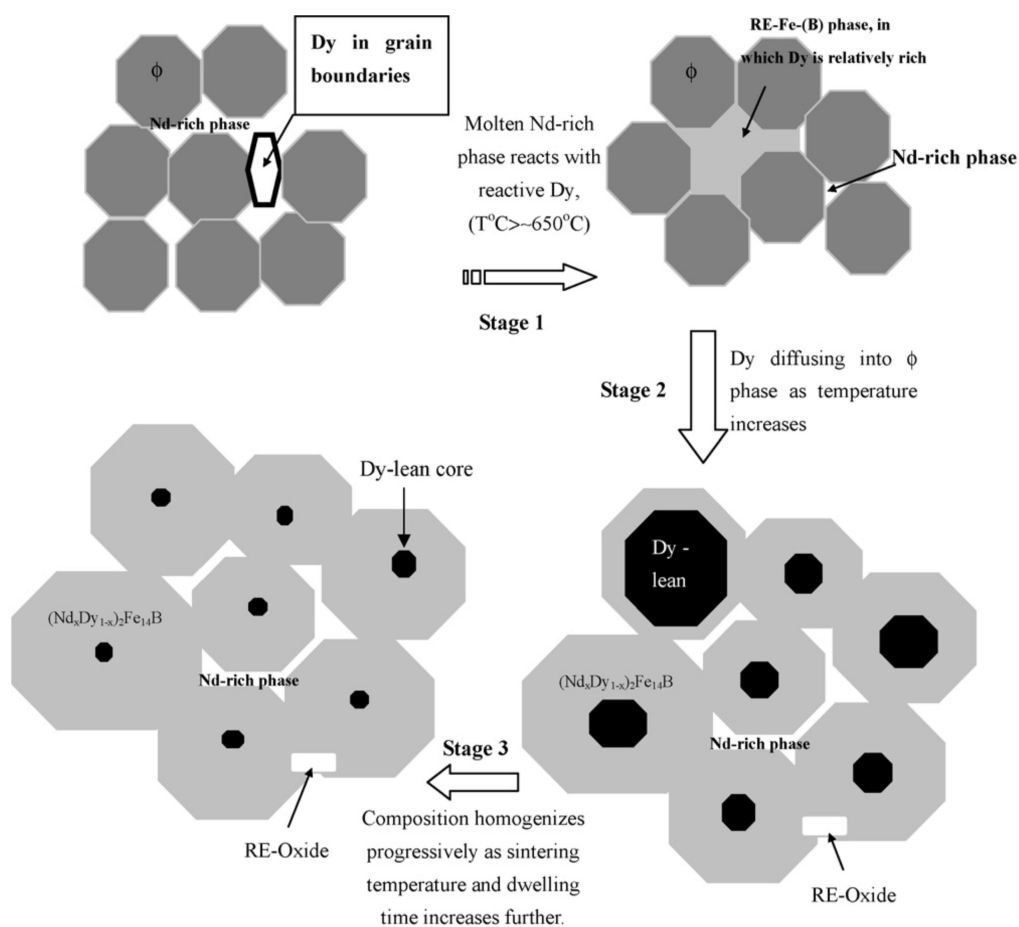 Dy in grain
boundaries
ϕ
Nd-rich phase
Molten Nd-rich
phase reacts with
reactive Dy,
(T°C>~650°C)
Stage 1
RE-Fe-(B) phase, in
which Dy is relatively rich
ϕ
Nd-rich phase
Stage 2
Dy diffusing into ϕ
phase as temperature
increases
Dy -
lean
(NdxDy1-x)2Fe14B
Nd-rich phase
RE-Oxide
Stage 3
Composition homogenizes
progressively as sintering
temperature and dwelling
time increases further.
Dy-lean core
(NdxDy1-x)2Fe14B
Nd-rich phase
RE-Oxide